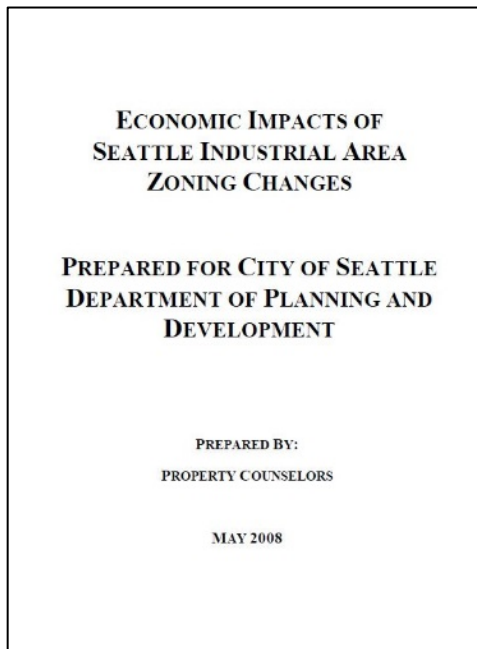 ECONOMIC IMPACTS OF
SEATTLE INDUSTRIAL AREA
ZONING CHANGES
PREPARED FOR CITY OF SEATTLE
DEPARTMENT OF PLANNING AND
DEVELOPMENT
PREPARED BY:
PROPERTY COUNSELORS
MAY 2008